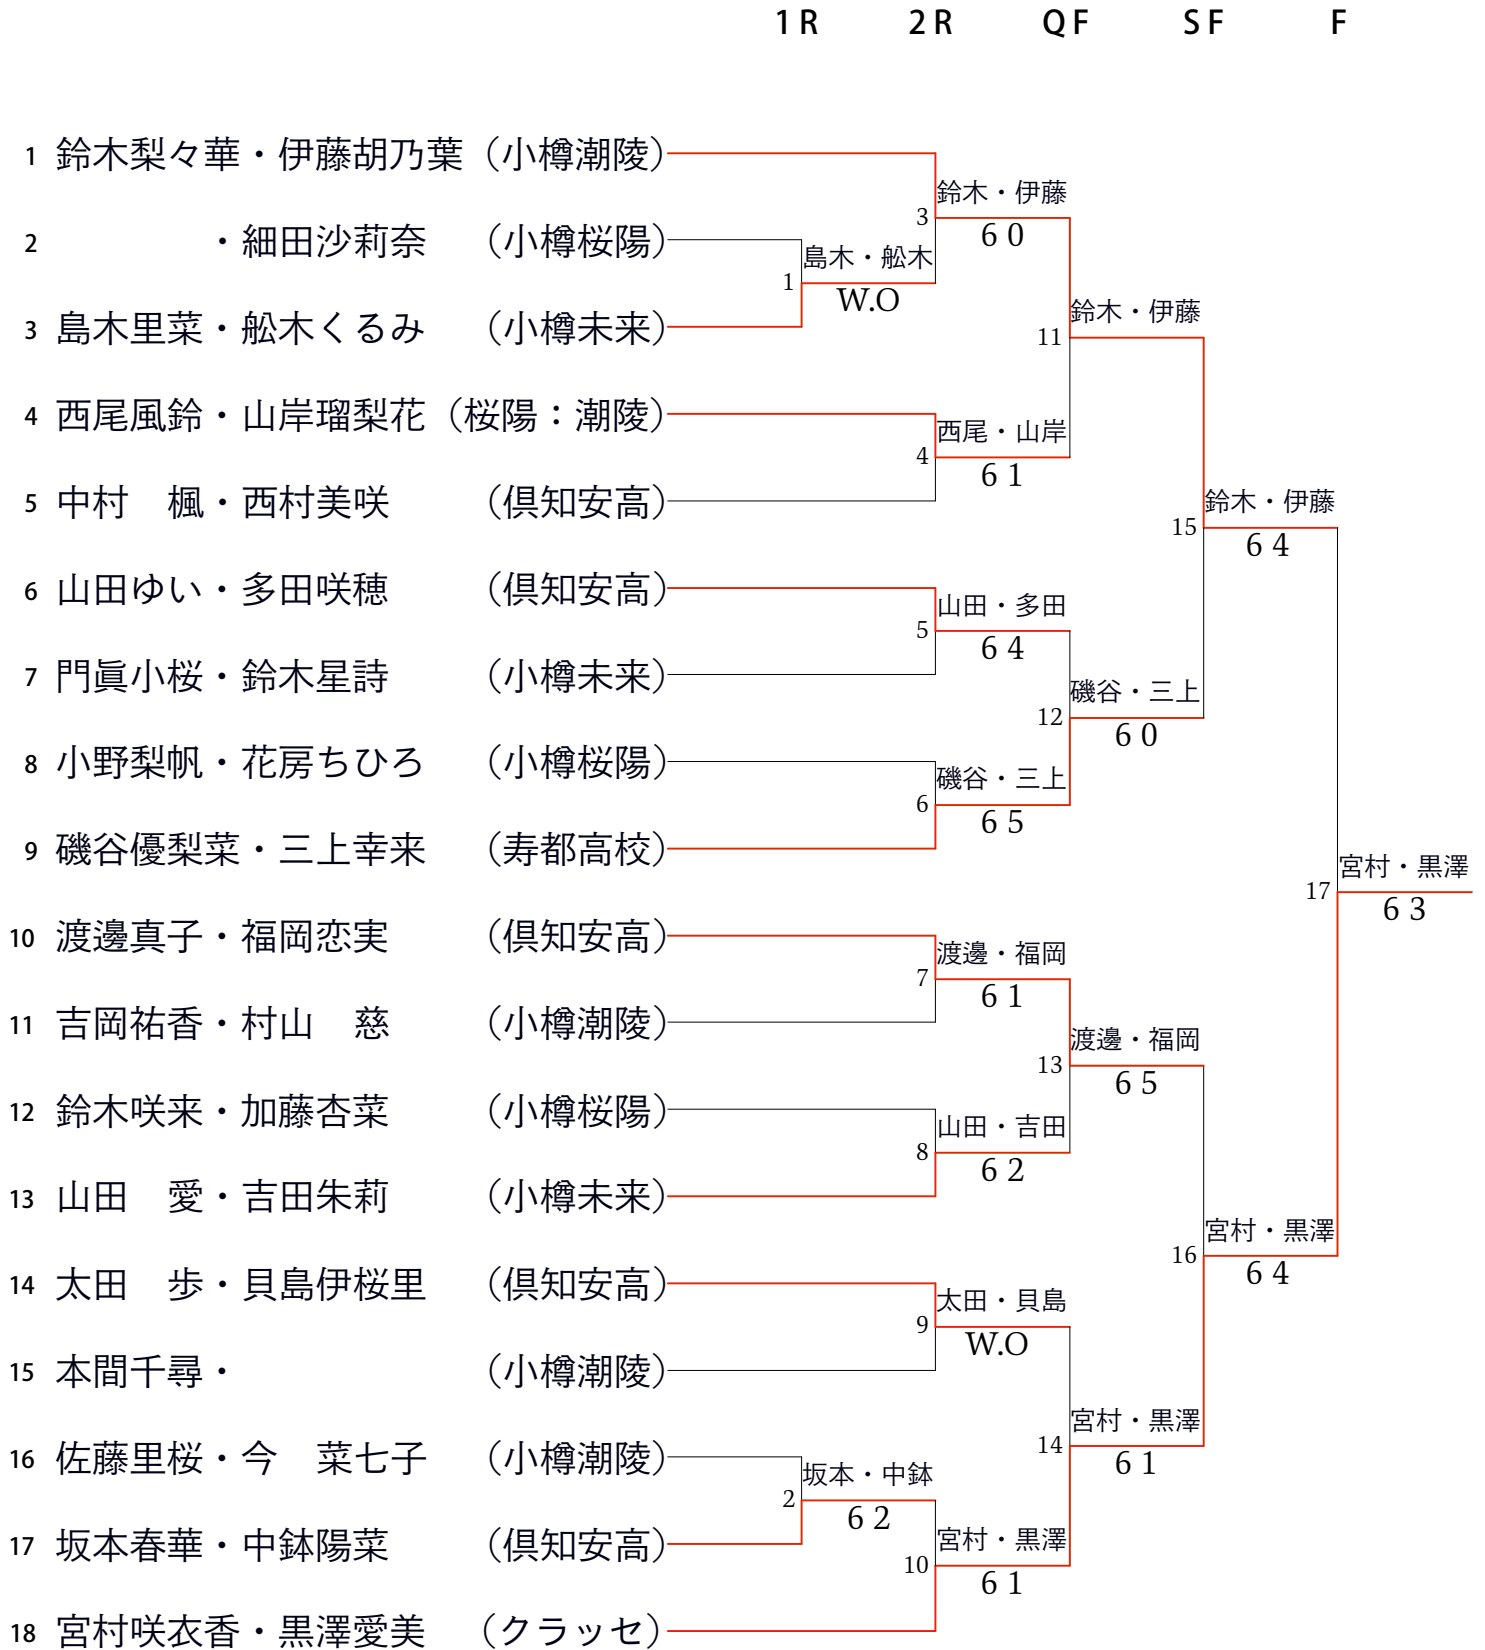 1R 2R QF SF F
1 鈴木梨々華・伊藤胡乃葉（小樽潮陵）
鈴木・伊藤
3
6 0
2 ・細田沙莉奈 （小樽桜陽）
島木・舩木
1
W.O
3 島木里菜・舩木くるみ （小樽未来）
鈴木・伊藤
11
4 西尾風鈴・山岸瑠梨花（桜陽：潮陵）
西尾・山岸
4
6 1
5 中村　楓・西村美咲 （倶知安高）
鈴木・伊藤
15
6 4
6 山田ゆい・多田咲穂 （倶知安高）
山田・多田
5
6 4
7 門眞小桜・鈴木星詩 （小樽未来）
磯谷・三上
12
6 0
8 小野梨帆・花房ちひろ （小樽桜陽）
磯谷・三上
6
6 5
9 磯谷優梨菜・三上幸来 （寿都高校）
宮村・黒澤
17
6 3
10 渡邊真子・福岡恋実 （倶知安高）
渡邊・福岡
7
6 1
11 吉岡祐香・村山　慈 （小樽潮陵）
渡邊・福岡
13
6 5
12 鈴木咲来・加藤杏菜 （小樽桜陽）
山田・吉田
8
6 2
13 山田　愛・吉田朱莉 （小樽未来）
宮村・黒澤
16
6 4
14 太田　歩・貝島伊桜里 （倶知安高）
太田・貝島
9
W.O
15 本間千尋・ （小樽潮陵）
宮村・黒澤
14
6 1
16 佐藤里桜・今　菜七子 （小樽潮陵）
坂本・中鉢
2
6 2
17 坂本春華・中鉢陽菜 （倶知安高）
宮村・黒澤
10
6 1
18 宮村咲衣香・黒澤愛美 （クラッセ）